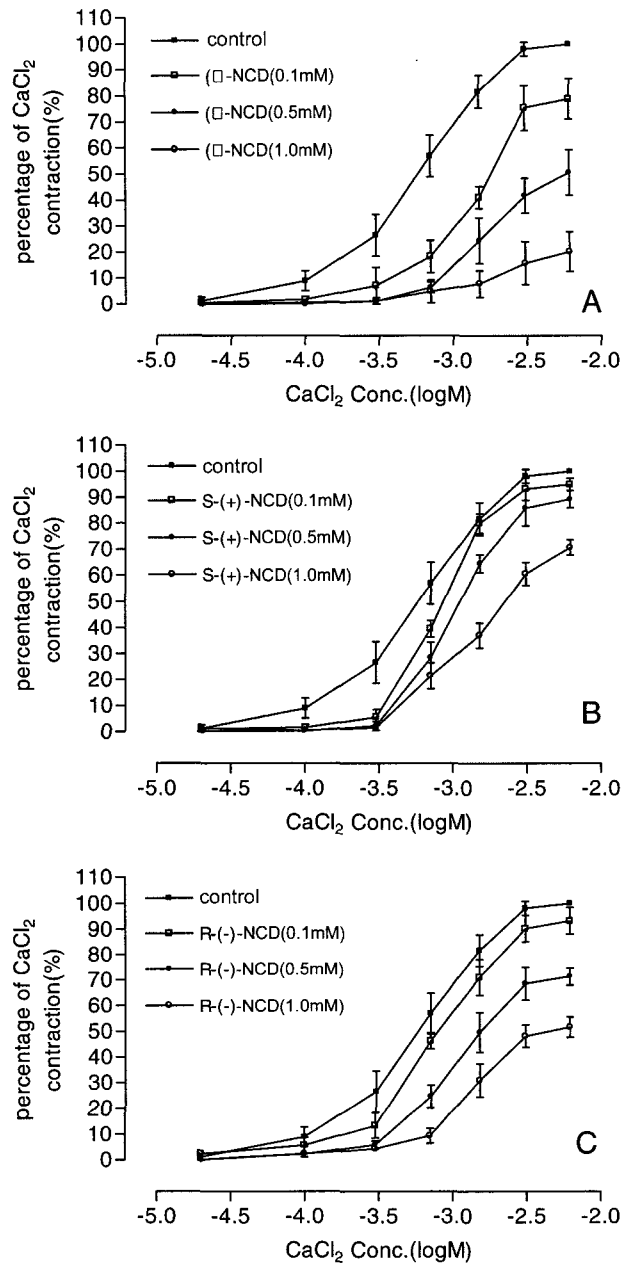 110
100
90
80
70
60
50
40
30
20
10
0
percentage of CaCl₂
contraction(%)
control
(□-NCD(0.1mM)
(□-NCD(0.5mM)
(□-NCD(1.0mM)
A
-5.0 -4.5 -4.0 -3.5 -3.0 -2.5 -2.0
CaCl₂ Conc.(logM)
110
100
90
80
70
60
50
40
30
20
10
0
percentage of CaCl₂
contraction(%)
control
S-(+)-NCD(0.1mM)
S-(+)-NCD(0.5mM)
S-(+)-NCD(1.0mM)
B
-5.0 -4.5 -4.0 -3.5 -3.0 -2.5 -2.0
CaCl₂ Conc.(logM)
110
100
90
80
70
60
50
40
30
20
10
0
percentage of CaCl₂
contraction(%)
control
R-(-)-NCD(0.1mM)
R-(-)-NCD(0.5mM)
R-(-)-NCD(1.0mM)
C
-5.0 -4.5 -4.0 -3.5 -3.0 -2.5 -2.0
CaCl₂ Conc.(logM)